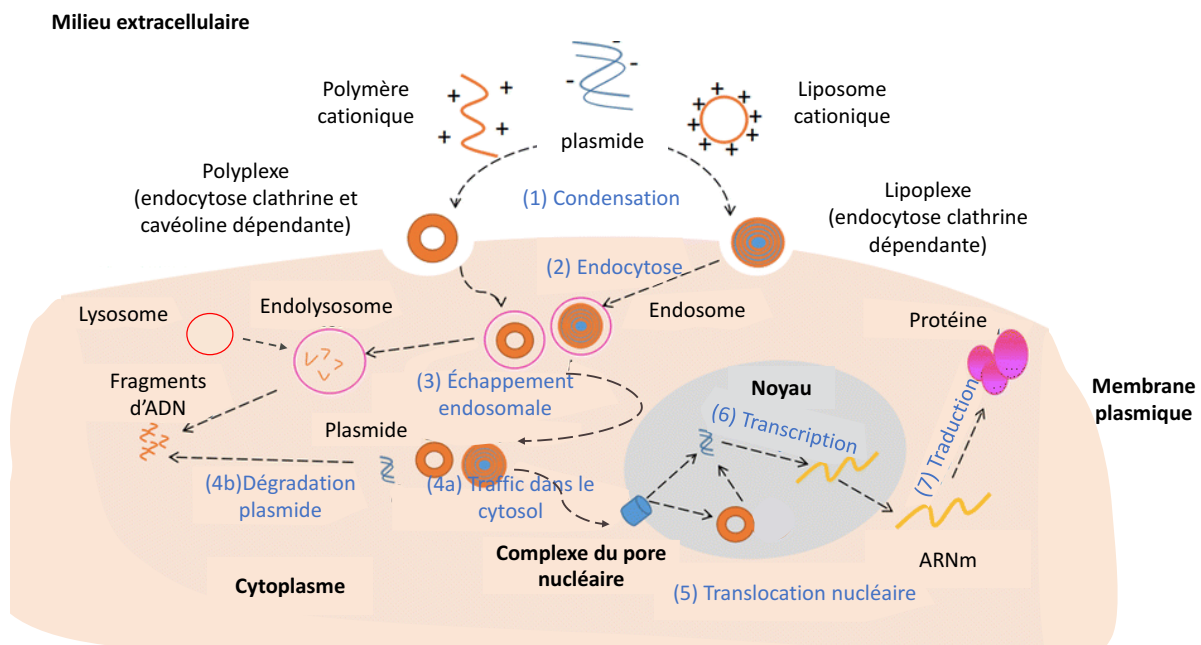 Milieu extracellulaire
Polymère
cationique
plasmide
Liposome
cationique
Polyplexe
(endocytose clathrine et
cavéoline dépendante)
(1) Condensation
Lipoplexe
(endocytose clathrine
dépendante)
(2) Endocytose
Lysosome
Endolysosome
Endosome
Protéine
Fragments
d'ADN
(3) Échappement
endosomale
Noyau
Membrane
plasmique
Plasmide
(6) Transcription
(7) Traduction
(4b)Dégradation
plasmide
(4a) Traffic dans le
cytosol
Complexe du pore
nucléaire
ARNm
Cytoplasme
(5) Translocation nucléaire